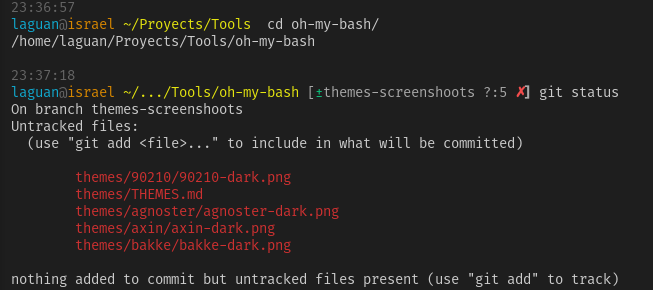 23:36:57
laguan@israel ~/Proyects/Tools  cd oh-my-bash/
/home/laguan/Proyects/Tools/oh-my-bash
23:37:18
laguan@israel ~/.../Tools/oh-my-bash [±themes-screenshoots ?:5 ✗] git status
On branch themes-screenshoots
Untracked files:
  (use "git add <file>..." to include in what will be committed)
        themes/90210/90210-dark.png
        themes/THEMES.md
        themes/agnoster/agnoster-dark.png
        themes/axin/axin-dark.png
        themes/bakke/bakke-dark.png
nothing added to commit but untracked files present (use "git add" to track)